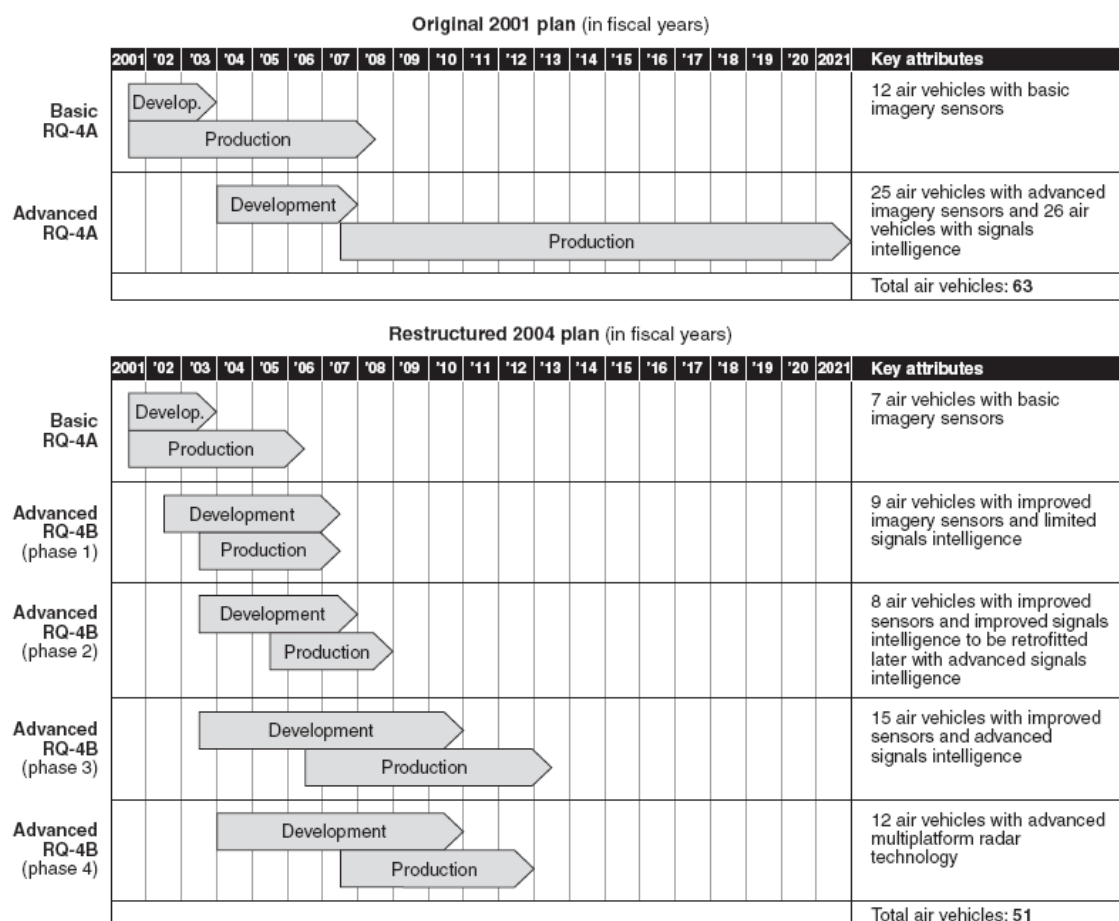 Original 2001 plan (in fiscal years)
2001 '02 '03 '04 '05 '06 '07 '08 '09 '10 '11 '12 '13 '14 '15 '16 '17 '18 '19 '20 2021 Key attributes
Basic
RQ-4A
Develop.
Production
12 air vehicles with basic
imagery sensors
Advanced
RQ-4A
Development
Production
25 air vehicles with advanced
imagery sensors and 26 air
vehicles with signals
intelligence
Total air vehicles: 63
Restructured 2004 plan (in fiscal years)
2001 '02 '03 '04 '05 '06 '07 '08 '09 '10 '11 '12 '13 '14 '15 '16 '17 '18 '19 '20 2021 Key attributes
Basic
RQ-4A
Develop.
Production
7 air vehicles with basic
imagery sensors
Advanced
RQ-4B
(phase 1)
Development
Production
9 air vehicles with improved
imagery sensors and limited
signals intelligence
Advanced
RQ-4B
(phase 2)
Development
Production
8 air vehicles with improved
sensors and improved signals
intelligence to be retrofitted
later with advanced signals
intelligence
Advanced
RQ-4B
(phase 3)
Development
Production
15 air vehicles with improved
sensors and advanced
signals intelligence
Advanced
RQ-4B
(phase 4)
Development
Production
12 air vehicles with advanced
multiplatform radar
technology
Total air vehicles: 51